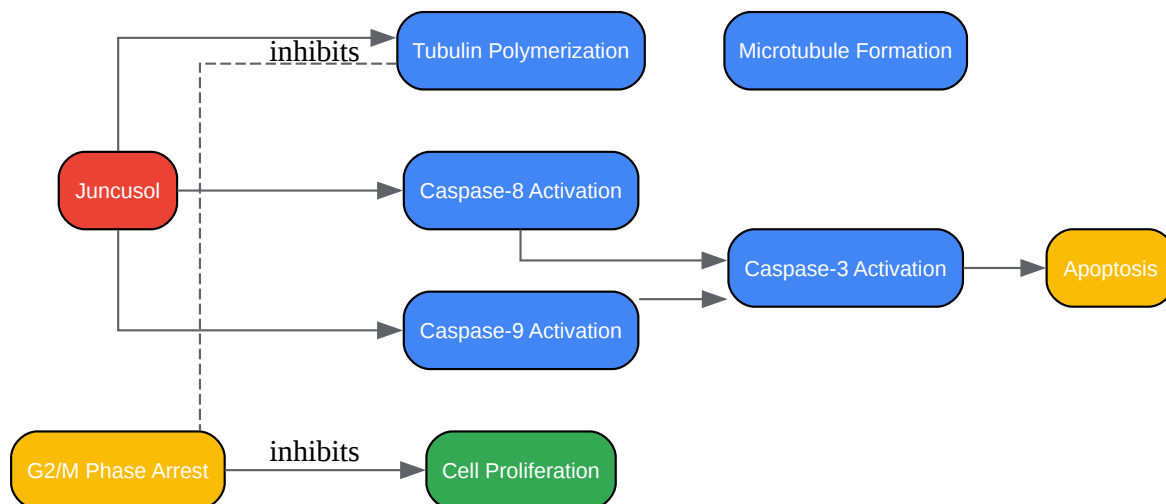 Tubulin Polymerization
Microtubule Formation
inhibits
Juncusol
Caspase-8 Activation
Caspase-3 Activation
Apoptosis
Caspase-9 Activation
G2/M Phase Arrest
inhibits
Cell Proliferation